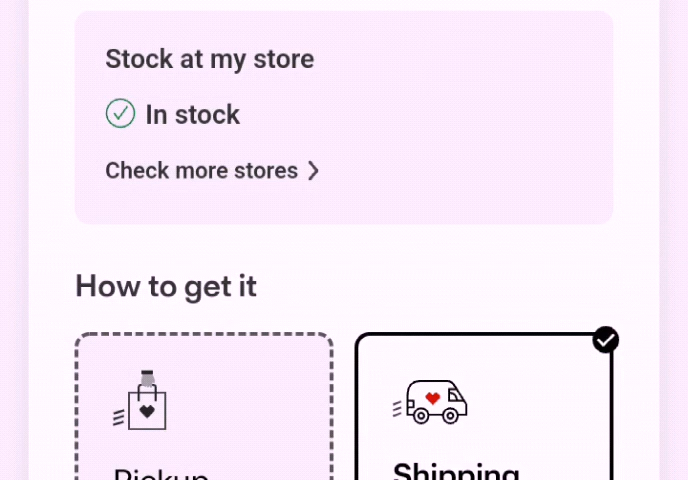 Stock at my store
In stock
Check more stores
How to get it
Pickup
Shipping